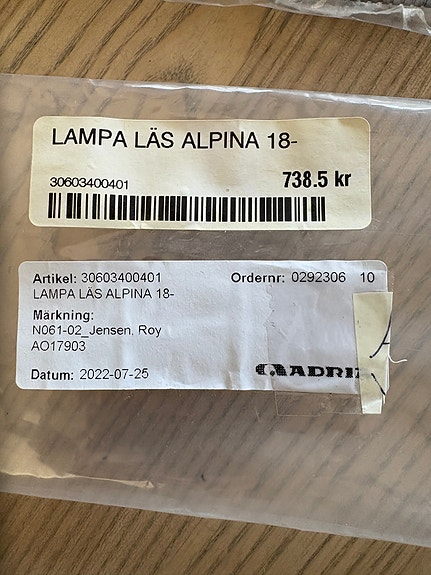 LAMPA LÄS ALPINA 18-
30603400401 738.5 kr
Artikel: 30603400401 Ordernr: 0292306 10
LAMPA LÄS ALPINA 18-
Märkning:
N061-02_Jensen, Roy
AO17903
Datum: 2022-07-25